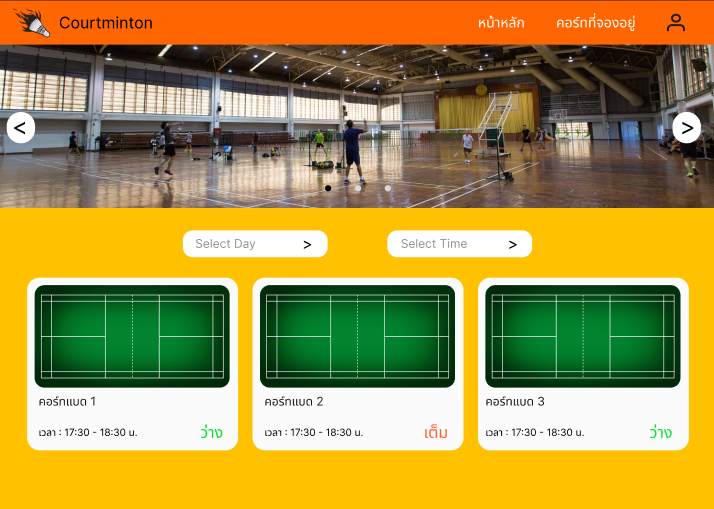 Courtminton
หน้าหลัก
คอร์ทที่จองอยู่
<
>
Select Day >
Select Time >
คอร์ทแบด 1
เวลา : 17:30 - 18:30 น.
ว่าง
คอร์ทแบด 2
เวลา : 17:30 - 18:30 น.
เต็ม
คอร์ทแบด 3
เวลา : 17:30 - 18:30 น.
ว่าง